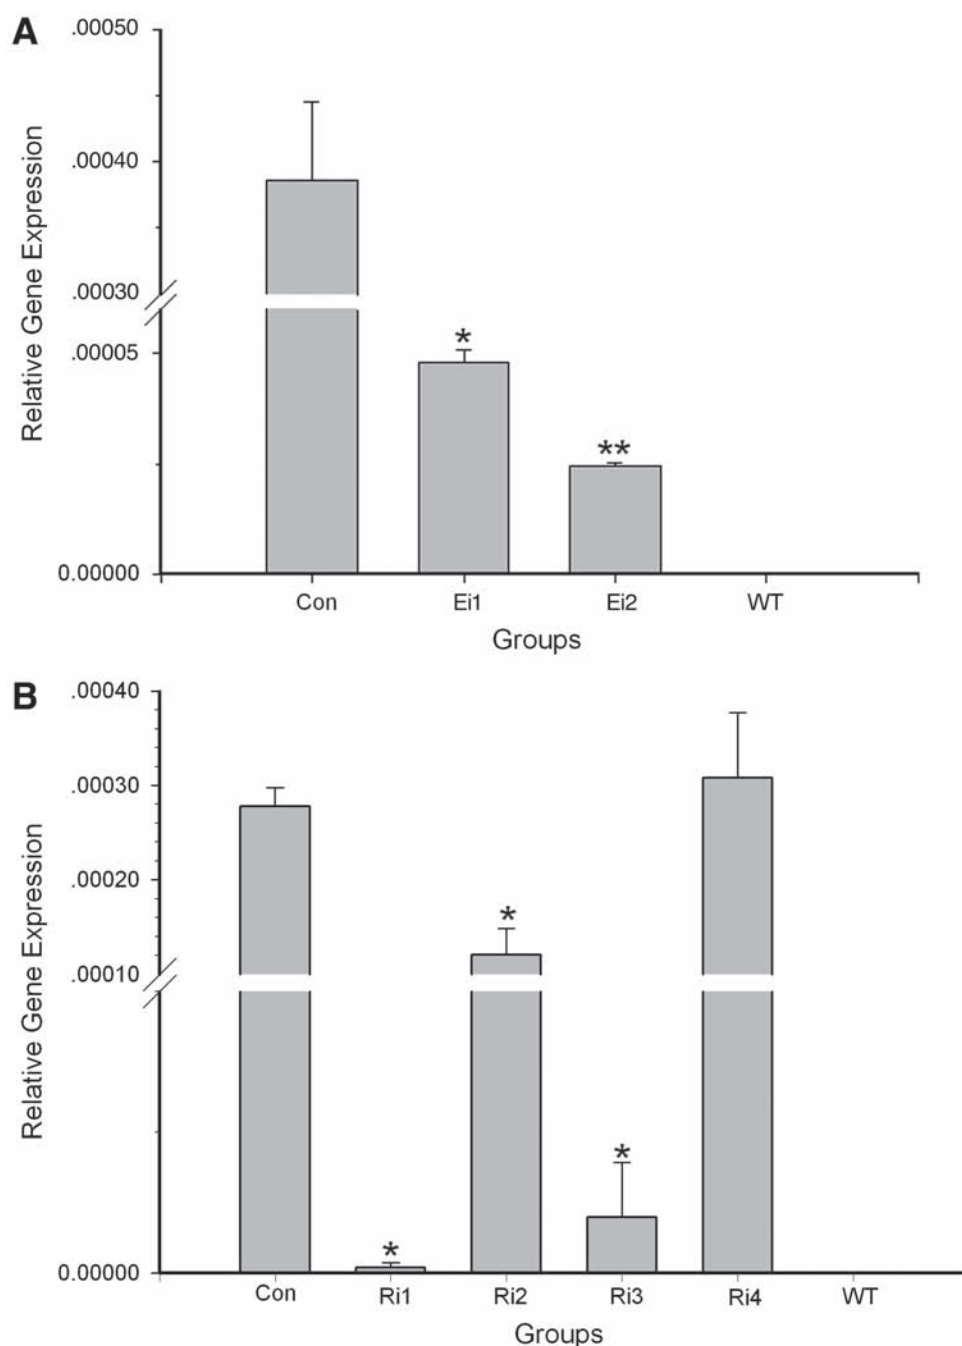 A
Relative Gene Expression
.00050
.00040
.00030
.00005
0.00000
*
**
Con Ei1 Ei2 WT
Groups
B
Relative Gene Expression
.00040
.00030
.00020
.00010
0.00000
*
*
*
Con Ri1 Ri2 Ri3 Ri4 WT
Groups